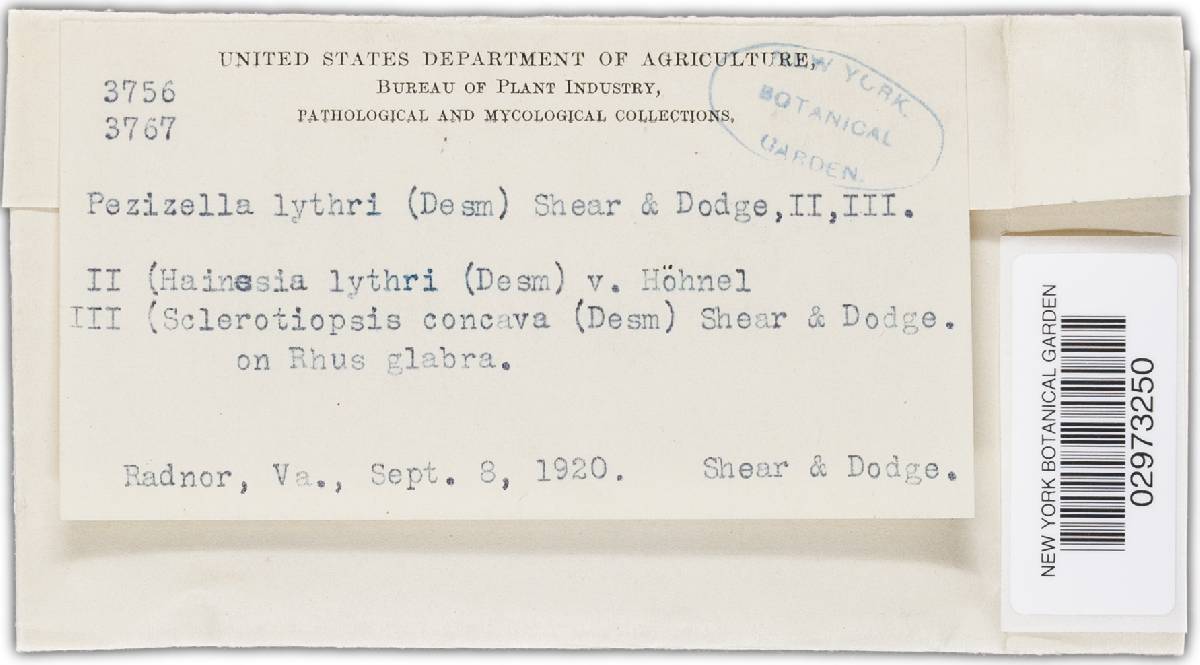 UNITED STATES DEPARTMENT OF AGRICULTURE,
BUREAU OF PLANT INDUSTRY,
PATHOLOGICAL AND MYCOLOGICAL COLLECTIONS.
3756
3767
NEW YORK
BOTANICAL
GARDEN.
Pezizella lythri (Desm) Shear & Dodge,II,III.
II (Hainesia lythri (Desm) v. Höhnel
III (Sclerotiopsis concava (Desm) Shear & Dodge.
on Rhus glabra.
Radnor, Va., Sept. 8, 1920. Shear & Dodge.
NEW YORK BOTANICAL GARDEN
02973250